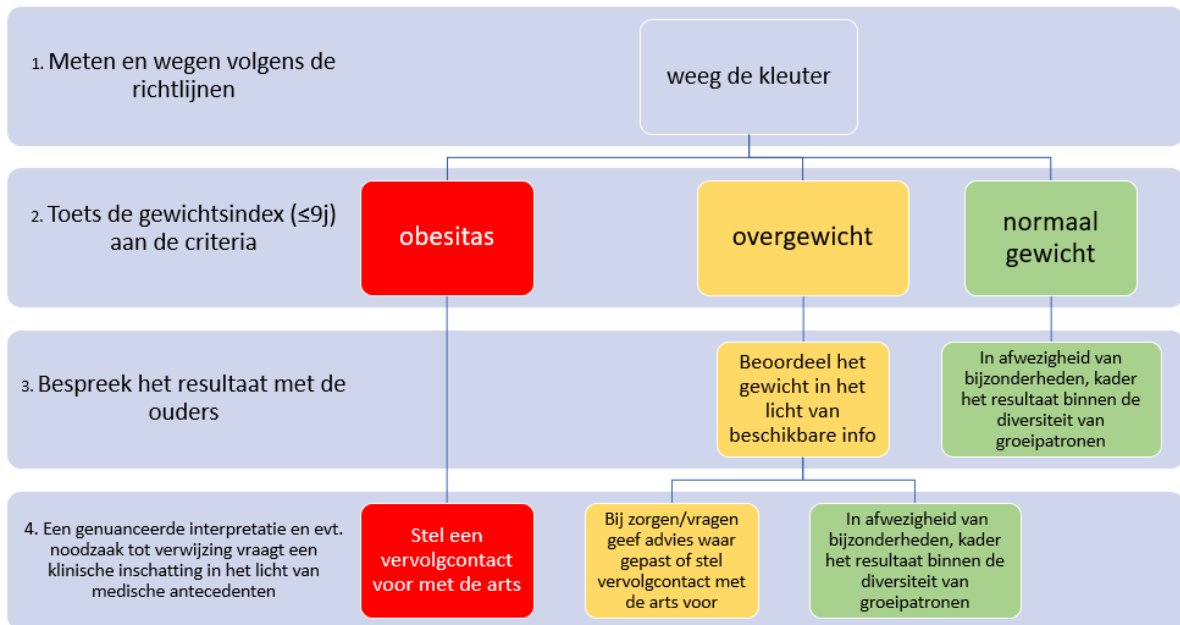 1. Meten en wegen volgens de
richtlijnen
weeg de kleuter
2. Toets de gewichtsindex (≤9j)
aan de criteria
obesitas
overgewicht
normaal
gewicht
3. Bespreek het resultaat met de
ouders
Beoordeel het
gewicht in het
licht van
beschikbare info
In afwezigheid van
bijzonderheden, kader
het resultaat binnen de
diversiteit van
groeipatronen
4. Een genuanceerde interpretatie en evt.
noodzaak tot verwijzing vraagt een
klinische inschatting in het licht van
medische antecedenten
Stel een
vervolgcontact
voor met de arts
Bij zorgen/vragen
geef advies waar
gepast of stel
vervolgcontact met
de arts voor
In afwezigheid van
bijzonderheden, kader
het resultaat binnen de
diversiteit van
groeipatronen